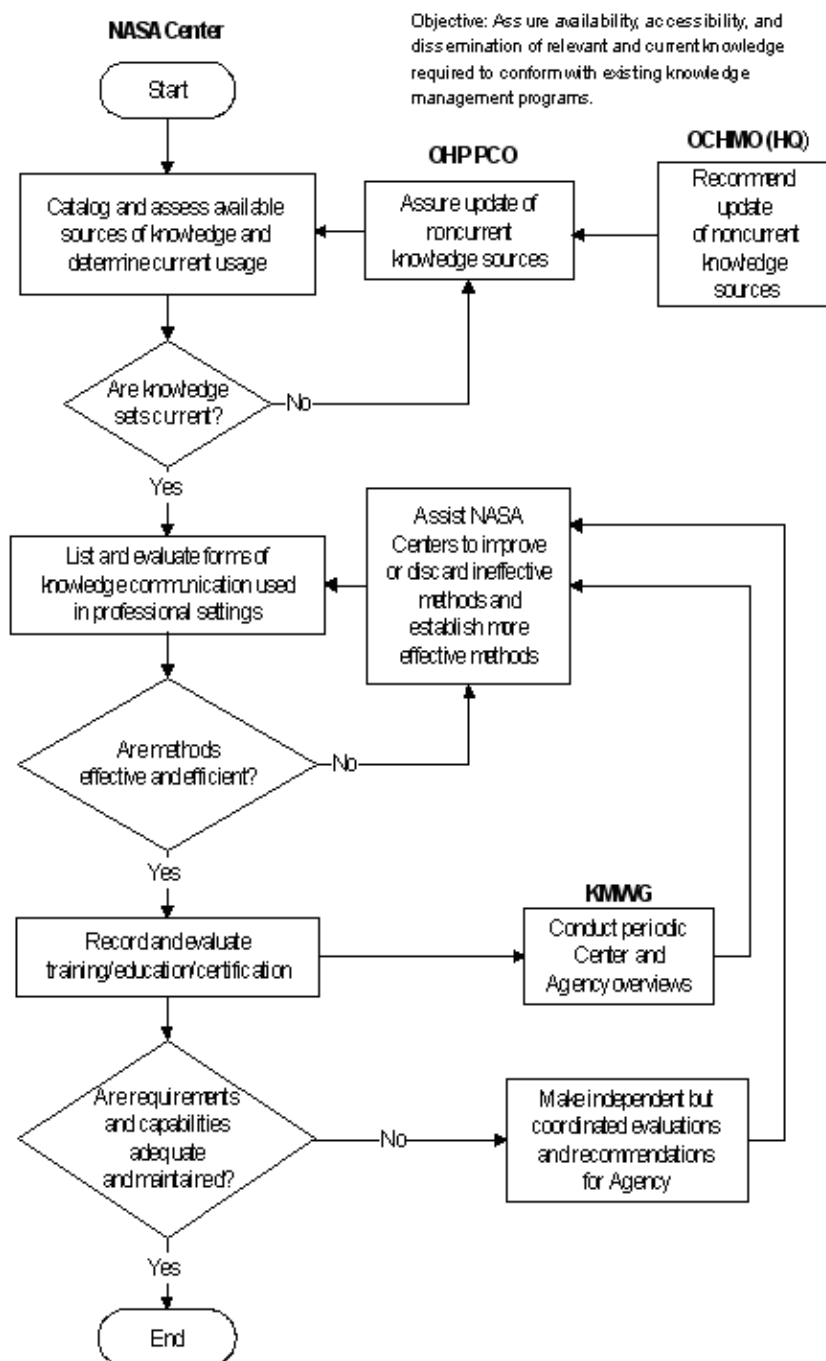 NASA Center
Objective: Assure availability, accessibility, and
dissemination of relevant and current knowledge
required to conform with existing knowledge
management programs.
Start
OHP PCO
OCHMO (HQ)
Catalog and assess available
sources of knowledge and
determine current usage
Assure update of
noncurrent
knowledge sources
Recommend
update
of noncurrent
knowledge
sources
Are knowledge
sets current?
No
Yes
List and evaluate forms of
knowledge communication used
in professional settings
Assist NASA
Centers to improve
or discard ineffective
methods and
establish more
effective methods
Are methods
effective and efficient?
No
Yes
KMWG
Record and evaluate
training/education/certification
Conduct periodic
Center and
Agency overviews
Are requirements
and capabilities
adequate
and maintained?
No
Make independent but
coordinated evaluations
and recommendations
for Agency
Yes
End